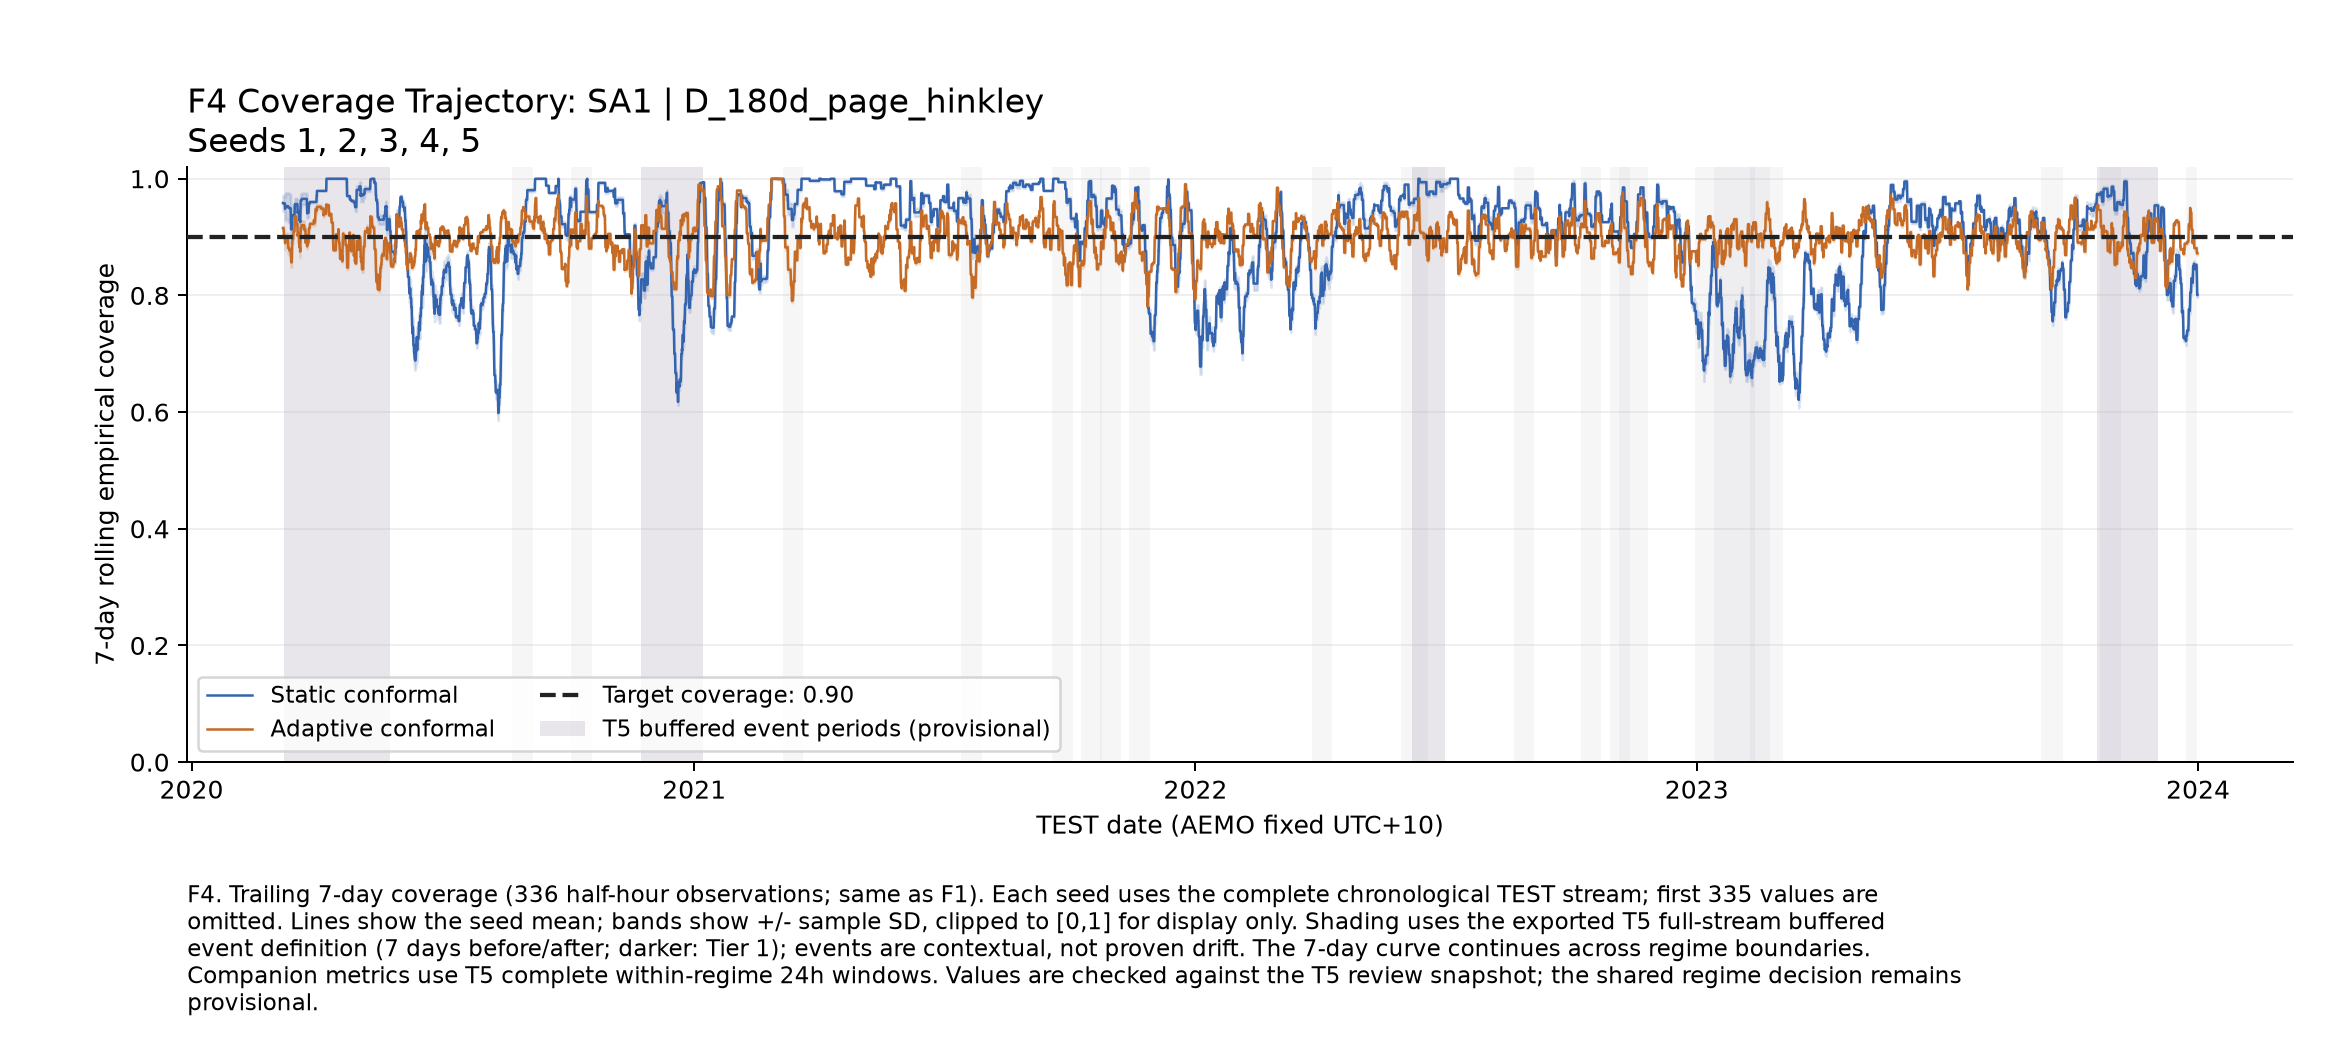 F4 Coverage Trajectory: SA1 | D_180d_page_hinkley
Seeds 1, 2, 3, 4, 5
7-day rolling empirical coverage
1.0
0.8
0.6
0.4
0.2
0.0
Static conformal
Adaptive conformal
Target coverage: 0.90
T5 buffered event periods (provisional)
2020
2021
2022
2023
2024
TEST date (AEMO fixed UTC+10)
F4. Trailing 7-day coverage (336 half-hour observations; same as F1). Each seed uses the complete chronological TEST stream; first 335 values are
omitted. Lines show the seed mean; bands show +/- sample SD, clipped to [0,1] for display only. Shading uses the exported T5 full-stream buffered
event definition (7 days before/after; darker: Tier 1); events are contextual, not proven drift. The 7-day curve continues across regime boundaries.
Companion metrics use T5 complete within-regime 24h windows. Values are checked against the T5 review snapshot; the shared regime decision remains
provisional.